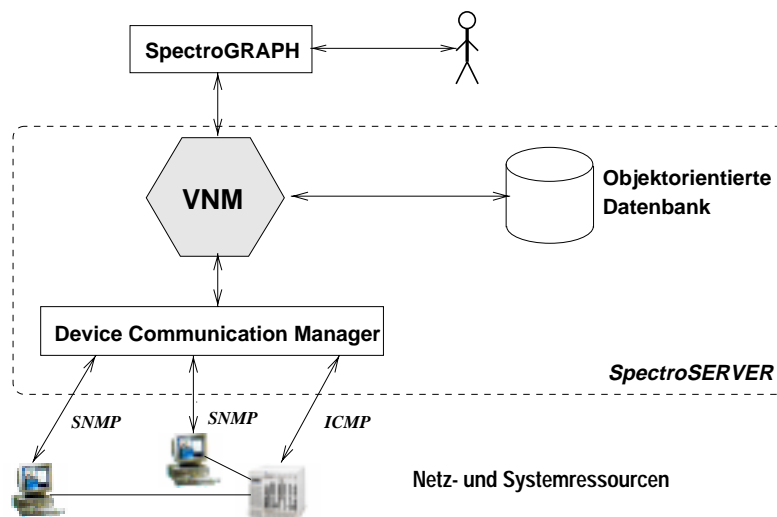 SpectroGRAPH
VNM
Objektorientierte
Datenbank
Device Communication Manager
SpectroSERVER
SNMP
SNMP
ICMP
Netz- und Systemressourcen